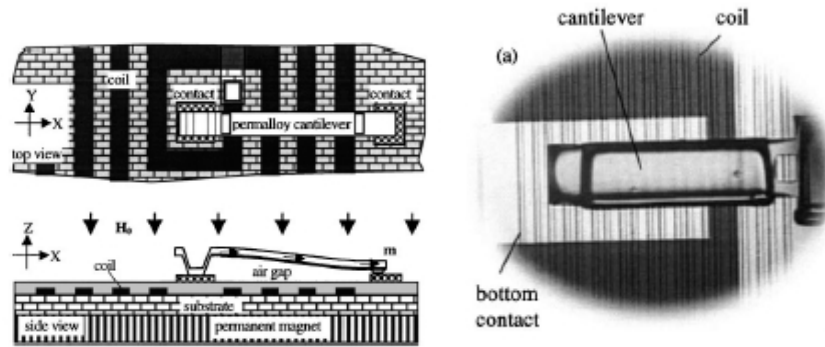 coil
contact
contact
Y
X
permalloy cantilever
top view
Z
X
H₀
m
coil
air gap
substrate
side view
permanent magnet
(a)
cantilever
coil
bottom
contact